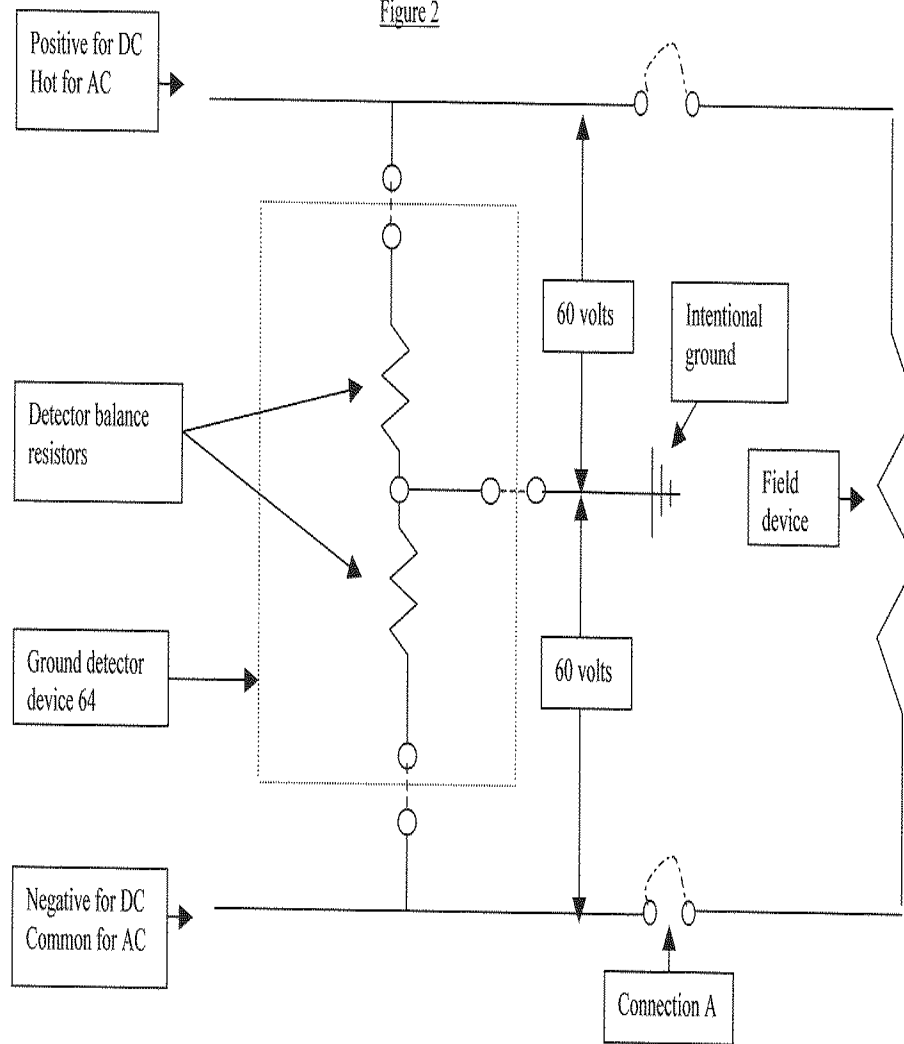 Figure 2
Positive for DC
Hot for AC
60 volts
Intentional
ground
Detector balance
resistors
Field
device
Ground detector
device 64
60 volts
Negative for DC
Common for AC
Connection A